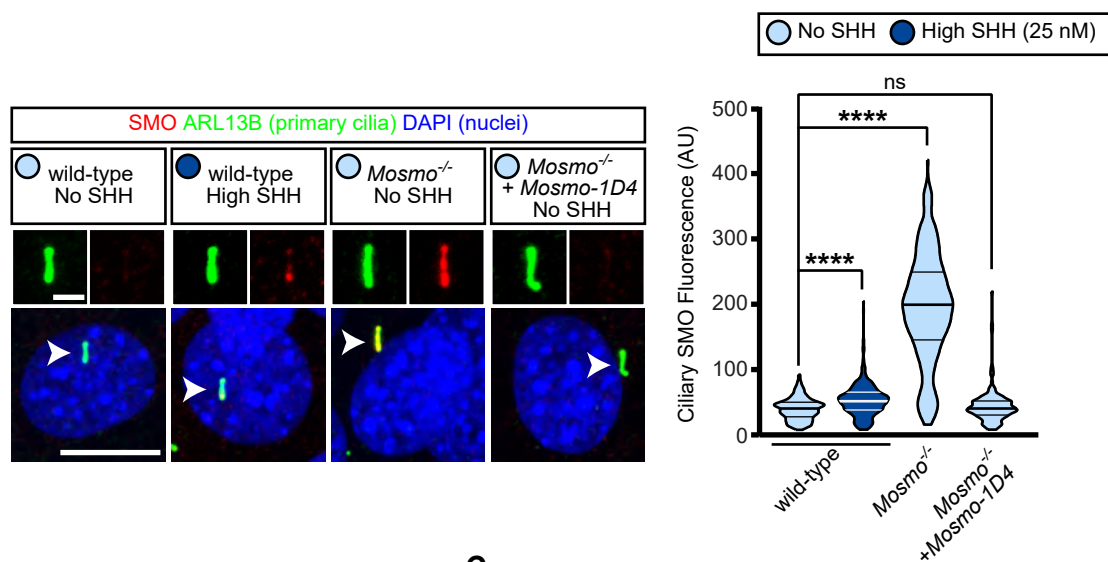 No SHH High SHH (25 nM)
SMO ARL13B (primary cilia) DAPI (nuclei)
wild-type
No SHH
wild-type
High SHH
Mosmo-/-
No SHH
Mosmo-/-
+ Mosmo-1D4
No SHH
ns
****
****
Ciliary SMO Fluorescence (AU)
500
400
300
200
100
0
wild-type
Mosmo-/-
Mosmo-/-
+Mosmo-1D4